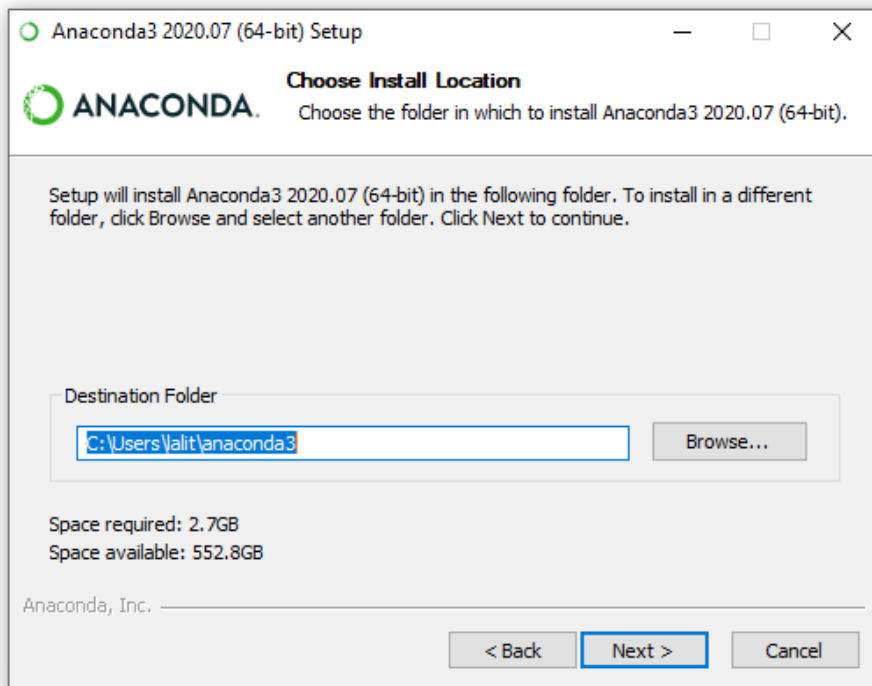 Anaconda3 2020.07 (64-bit) Setup
ANACONDA.
Choose Install Location
Choose the folder in which to install Anaconda3 2020.07 (64-bit).
Setup will install Anaconda3 2020.07 (64-bit) in the following folder. To install in a different
folder, click Browse and select another folder. Click Next to continue.
Destination Folder
C:\Users\lalit\anaconda3
Browse...
Space required: 2.7GB
Space available: 552.8GB
Anaconda, Inc.
< Back
Next >
Cancel